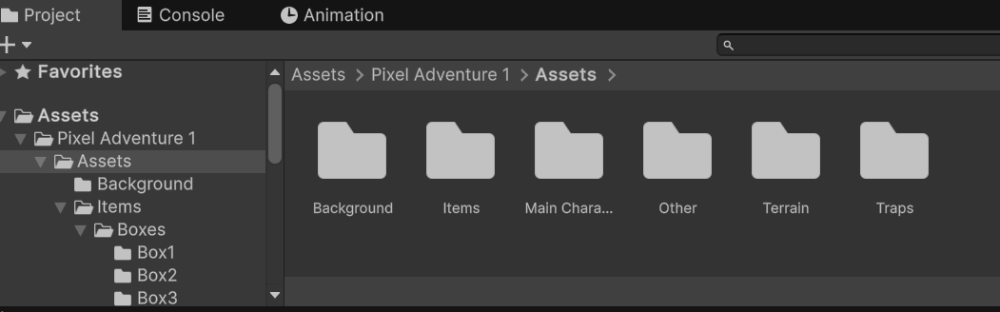 Project Console Animation
Favorites
Assets
Pixel Adventure 1
Assets
Background
Items
Boxes
Box1
Box2
Box3
Assets > Pixel Adventure 1 > Assets >
Background Items Main Chara... Other Terrain Traps